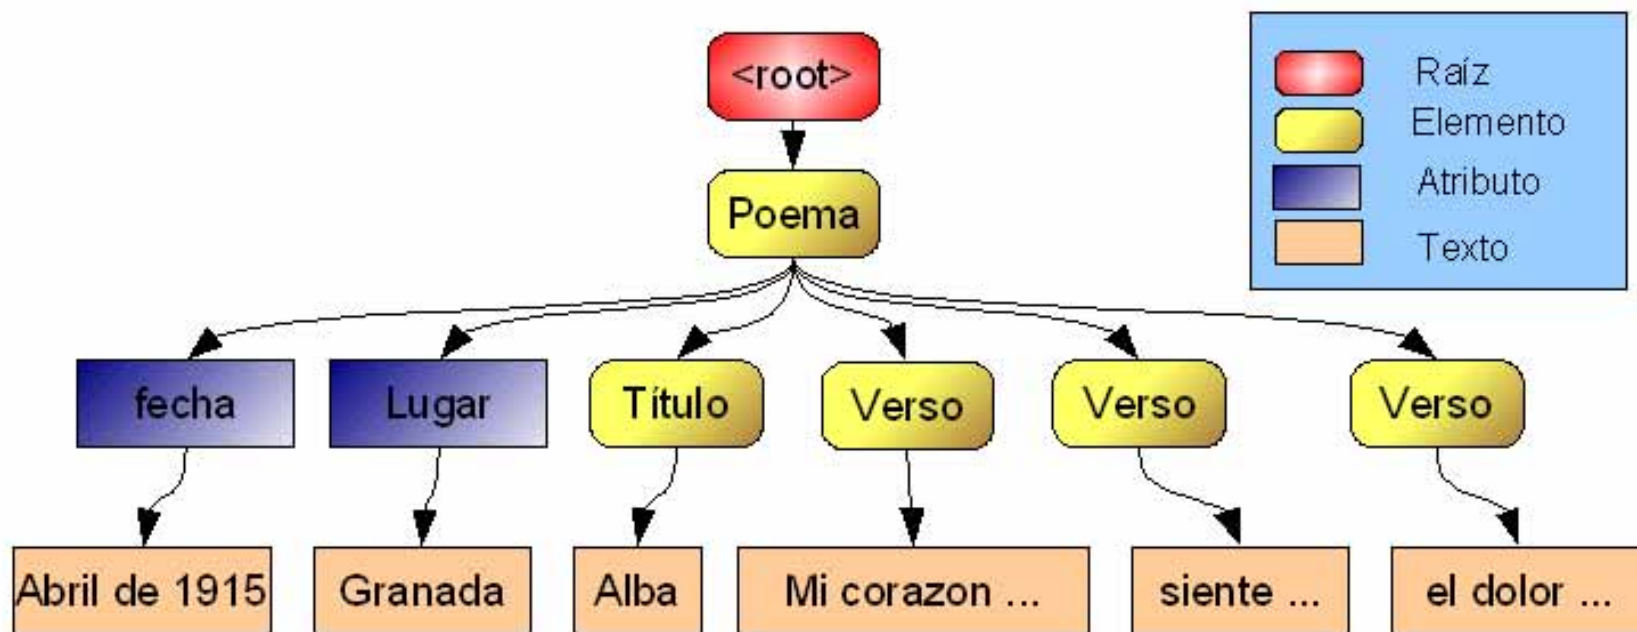 <root>
Poema
fecha
Lugar
Título
Verso
Verso
Verso
Abril de 1915
Granada
Alba
Mi corazon ...
siente ...
el dolor ...
Raíz
Elemento
Atributo
Texto